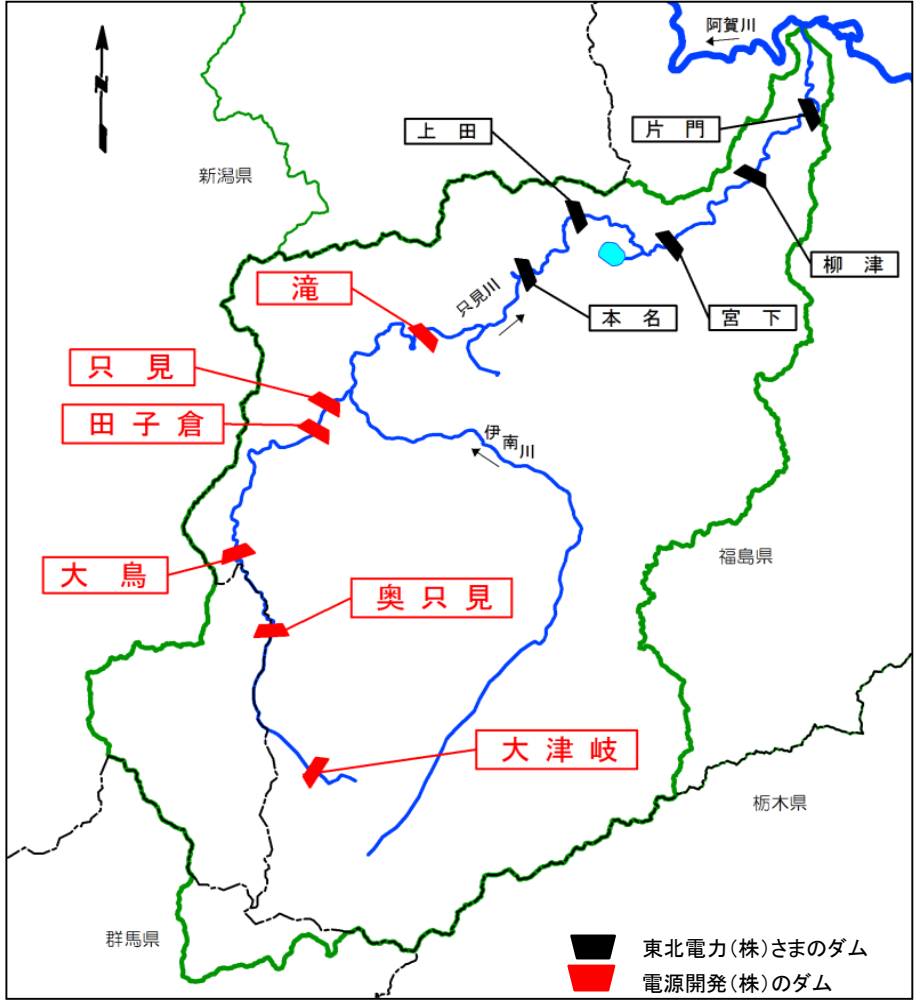 阿賀川
N
上田
片門
新潟県
柳津
滝
只見川
本名
宮下
只見
田子倉
伊南川
大鳥
福島県
奥只見
大津岐
栃木県
群馬県
東北電力(株)さまのダム
電源開発(株)のダム